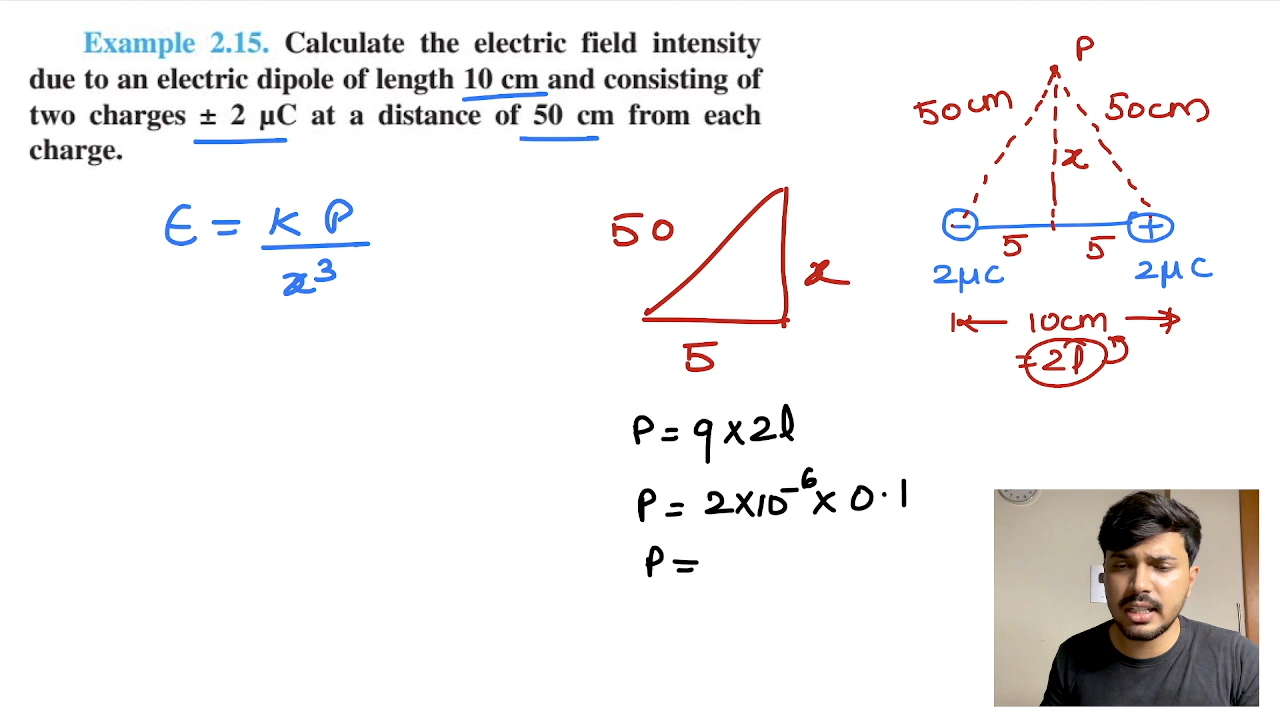 Example 2.15. Calculate the electric field intensity
due to an electric dipole of length 10 cm and consisting of
two charges ± 2 µC at a distance of 50 cm from each
charge.
E = K P
x³
50
x
5
P
50cm
50cm
x
−
+
5
5
2µC
2µC
10cm
= 2l
P = q×2l
P = 2×10⁻⁶× 0.1
P =